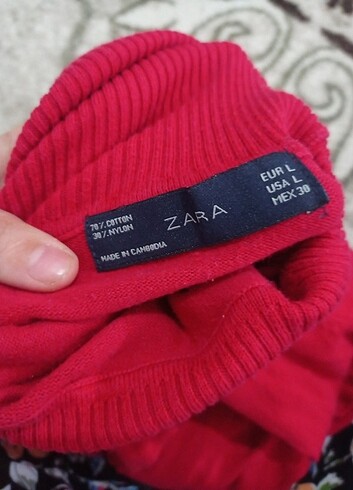 70%.COTTON
30%.NYLON
MADE IN CAMBODIA
ZARA
EUR L
USA L
MEX 30